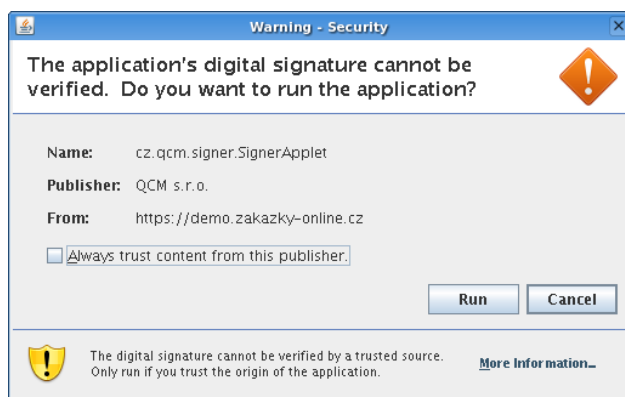 Warning - Security
The application's digital signature cannot be
verified. Do you want to run the application?
Name: cz.qcm.signer.SignerApplet
Publisher: QCM s.r.o.
From: https://demo.zakazky-online.cz
Always trust content from this publisher.
Run Cancel
The digital signature cannot be verified by a trusted source.
Only run if you trust the origin of the application.
More Information...